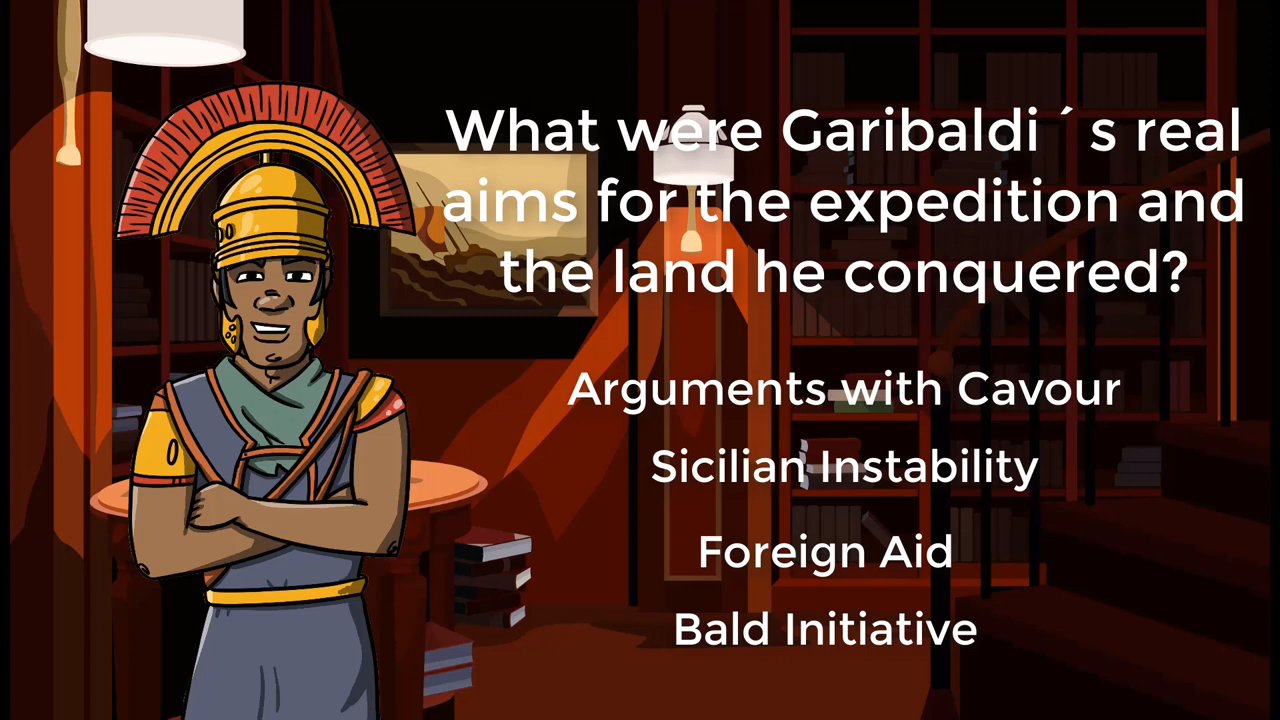 What were Garibaldi ´ s real
aims for the expedition and
the land he conquered?
Arguments with Cavour
Sicilian Instability
Foreign Aid
Bald Initiative